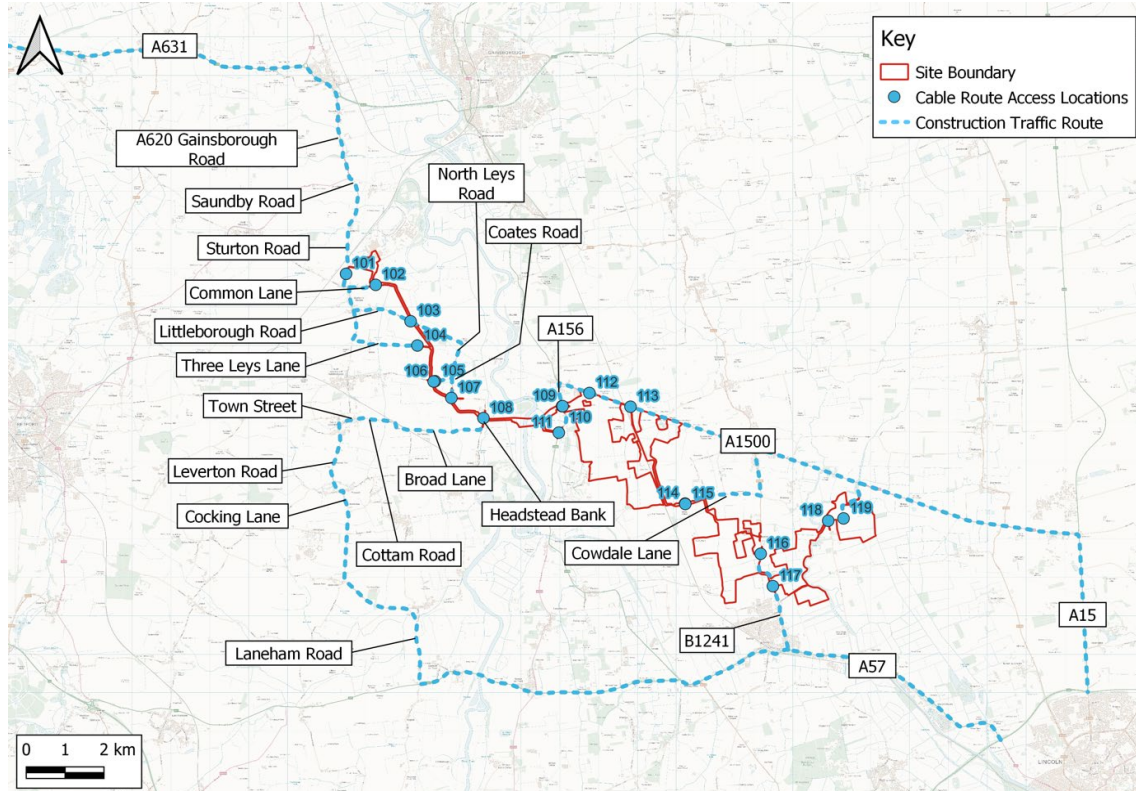 A631
Key
Site Boundary
Cable Route Access Locations
Construction Traffic Route
A620 Gainsborough
Road
North Leys
Road
Saundby Road
Coates Road
Sturton Road
101
102
Common Lane
103
Littleborough Road
A156
104
Three Leys Lane
106
105
112
107
109
113
Town Street
108
111
110
A1500
Leverton Road
Broad Lane
114
115
Cocking Lane
Headstead Bank
118
119
Cottam Road
Cowdale Lane
116
117
A15
B1241
Laneham Road
A57
0 1 2 km
LINCOLN